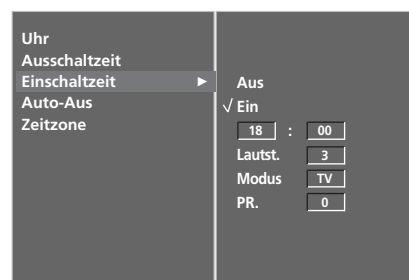 Uhr
Ausschaltzeit
Einschaltzeit ►
Auto-Aus
Zeitzone
Aus
√ Ein
18 : 00
Lautst. 3
Modus TV
PR. 0